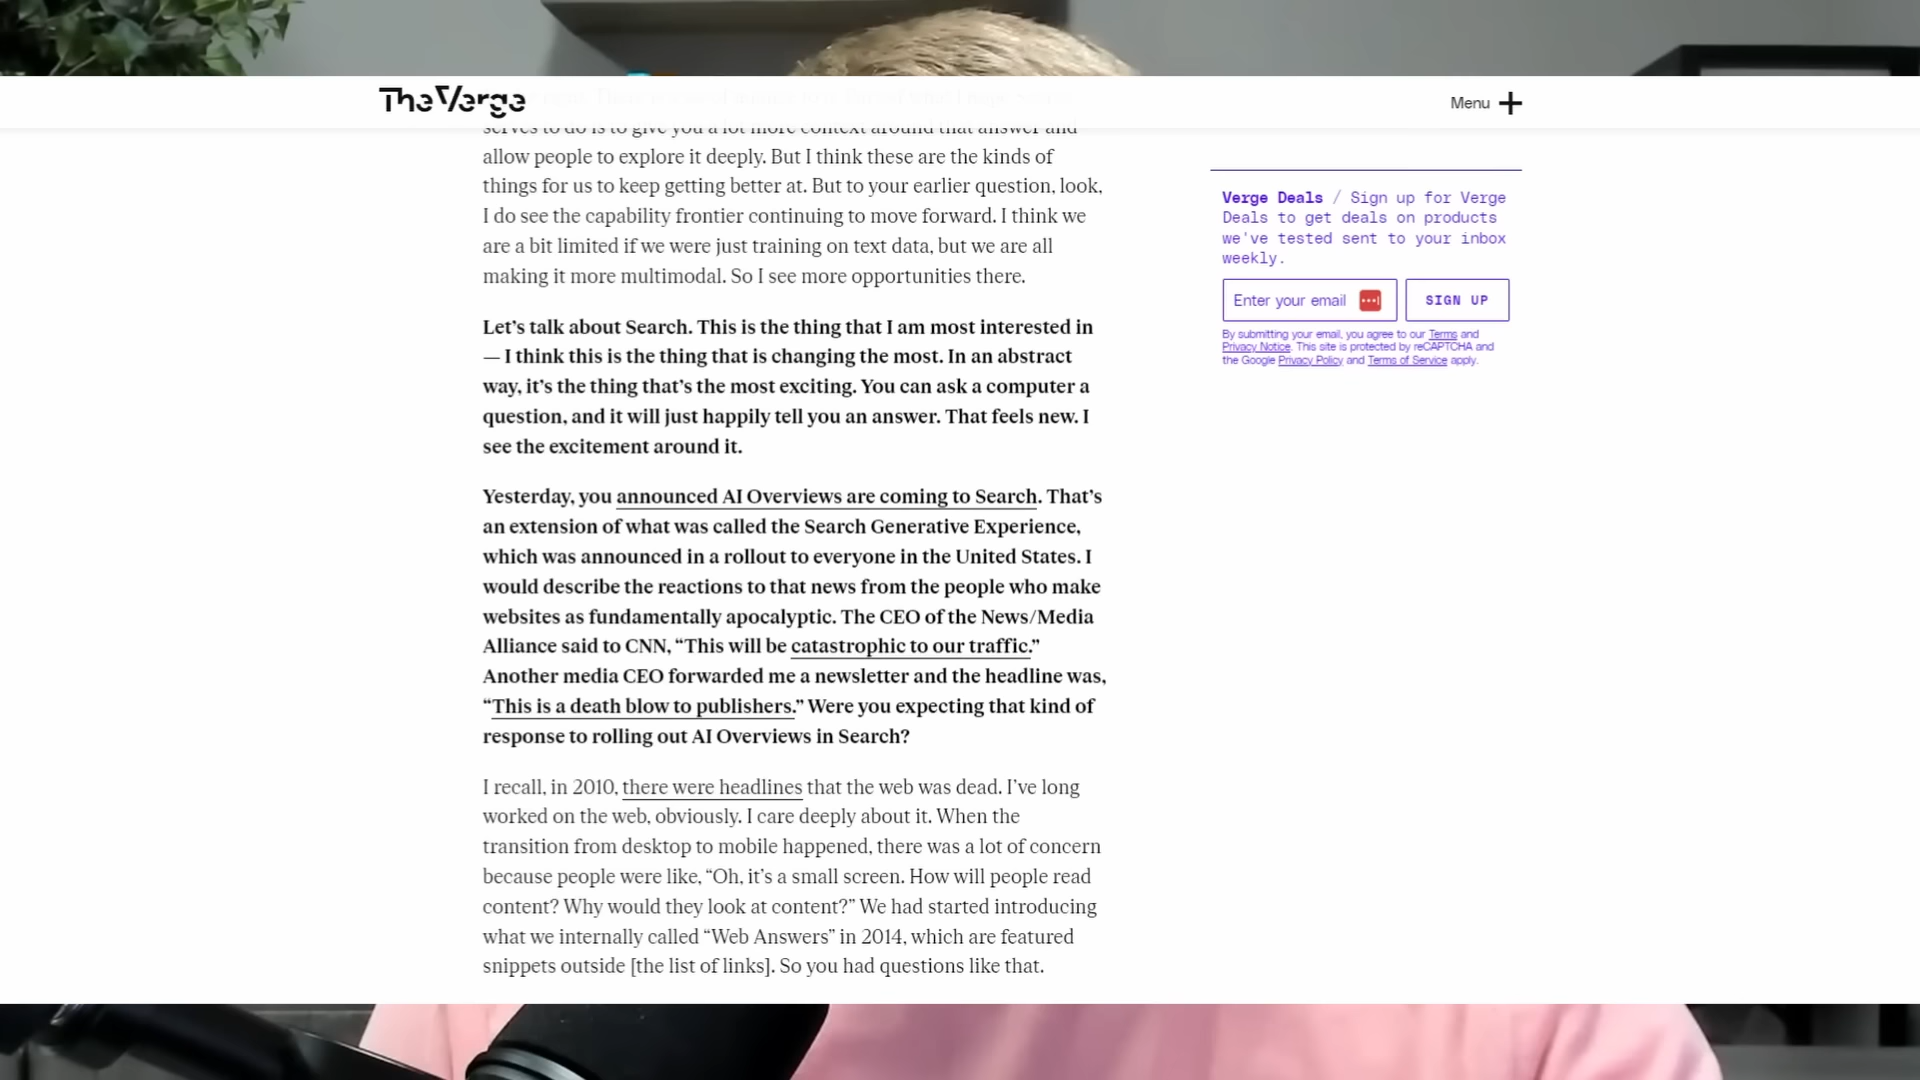 The Verge
Menu
serves to do is to give you a lot more context around that answer and
allow people to explore it deeply. But I think these are the kinds of
things for us to keep getting better at. But to your earlier question, look,
I do see the capability frontier continuing to move forward. I think we
are a bit limited if we were just training on text data, but we are all
making it more multimodal. So I see more opportunities there.
Let’s talk about Search. This is the thing that I am most interested in
— I think this is the thing that is changing the most. In an abstract
way, it’s the thing that’s the most exciting. You can ask a computer a
question, and it will just happily tell you an answer. That feels new. I
see the excitement around it.
Yesterday, you announced AI Overviews are coming to Search. That’s
an extension of what was called the Search Generative Experience,
which was announced in a rollout to everyone in the United States. I
would describe the reactions to that news from the people who make
websites as fundamentally apocalyptic. The CEO of the News/Media
Alliance said to CNN, “This will be catastrophic to our traffic.”
Another media CEO forwarded me a newsletter and the headline was,
“This is a death blow to publishers.” Were you expecting that kind of
response to rolling out AI Overviews in Search?
I recall, in 2010, there were headlines that the web was dead. I’ve long
worked on the web, obviously. I care deeply about it. When the
transition from desktop to mobile happened, there was a lot of concern
because people were like, “Oh, it’s a small screen. How will people read
content? Why would they look at content?” We had started introducing
what we internally called “Web Answers” in 2014, which are featured
snippets outside [the list of links]. So you had questions like that.
Verge Deals / Sign up for Verge
Deals to get deals on products
we've tested sent to your inbox
weekly.
Enter your email
SIGN UP
By submitting your email, you agree to our Terms and
Privacy Notice. This site is protected by reCAPTCHA and
the Google Privacy Policy and Terms of Service apply.